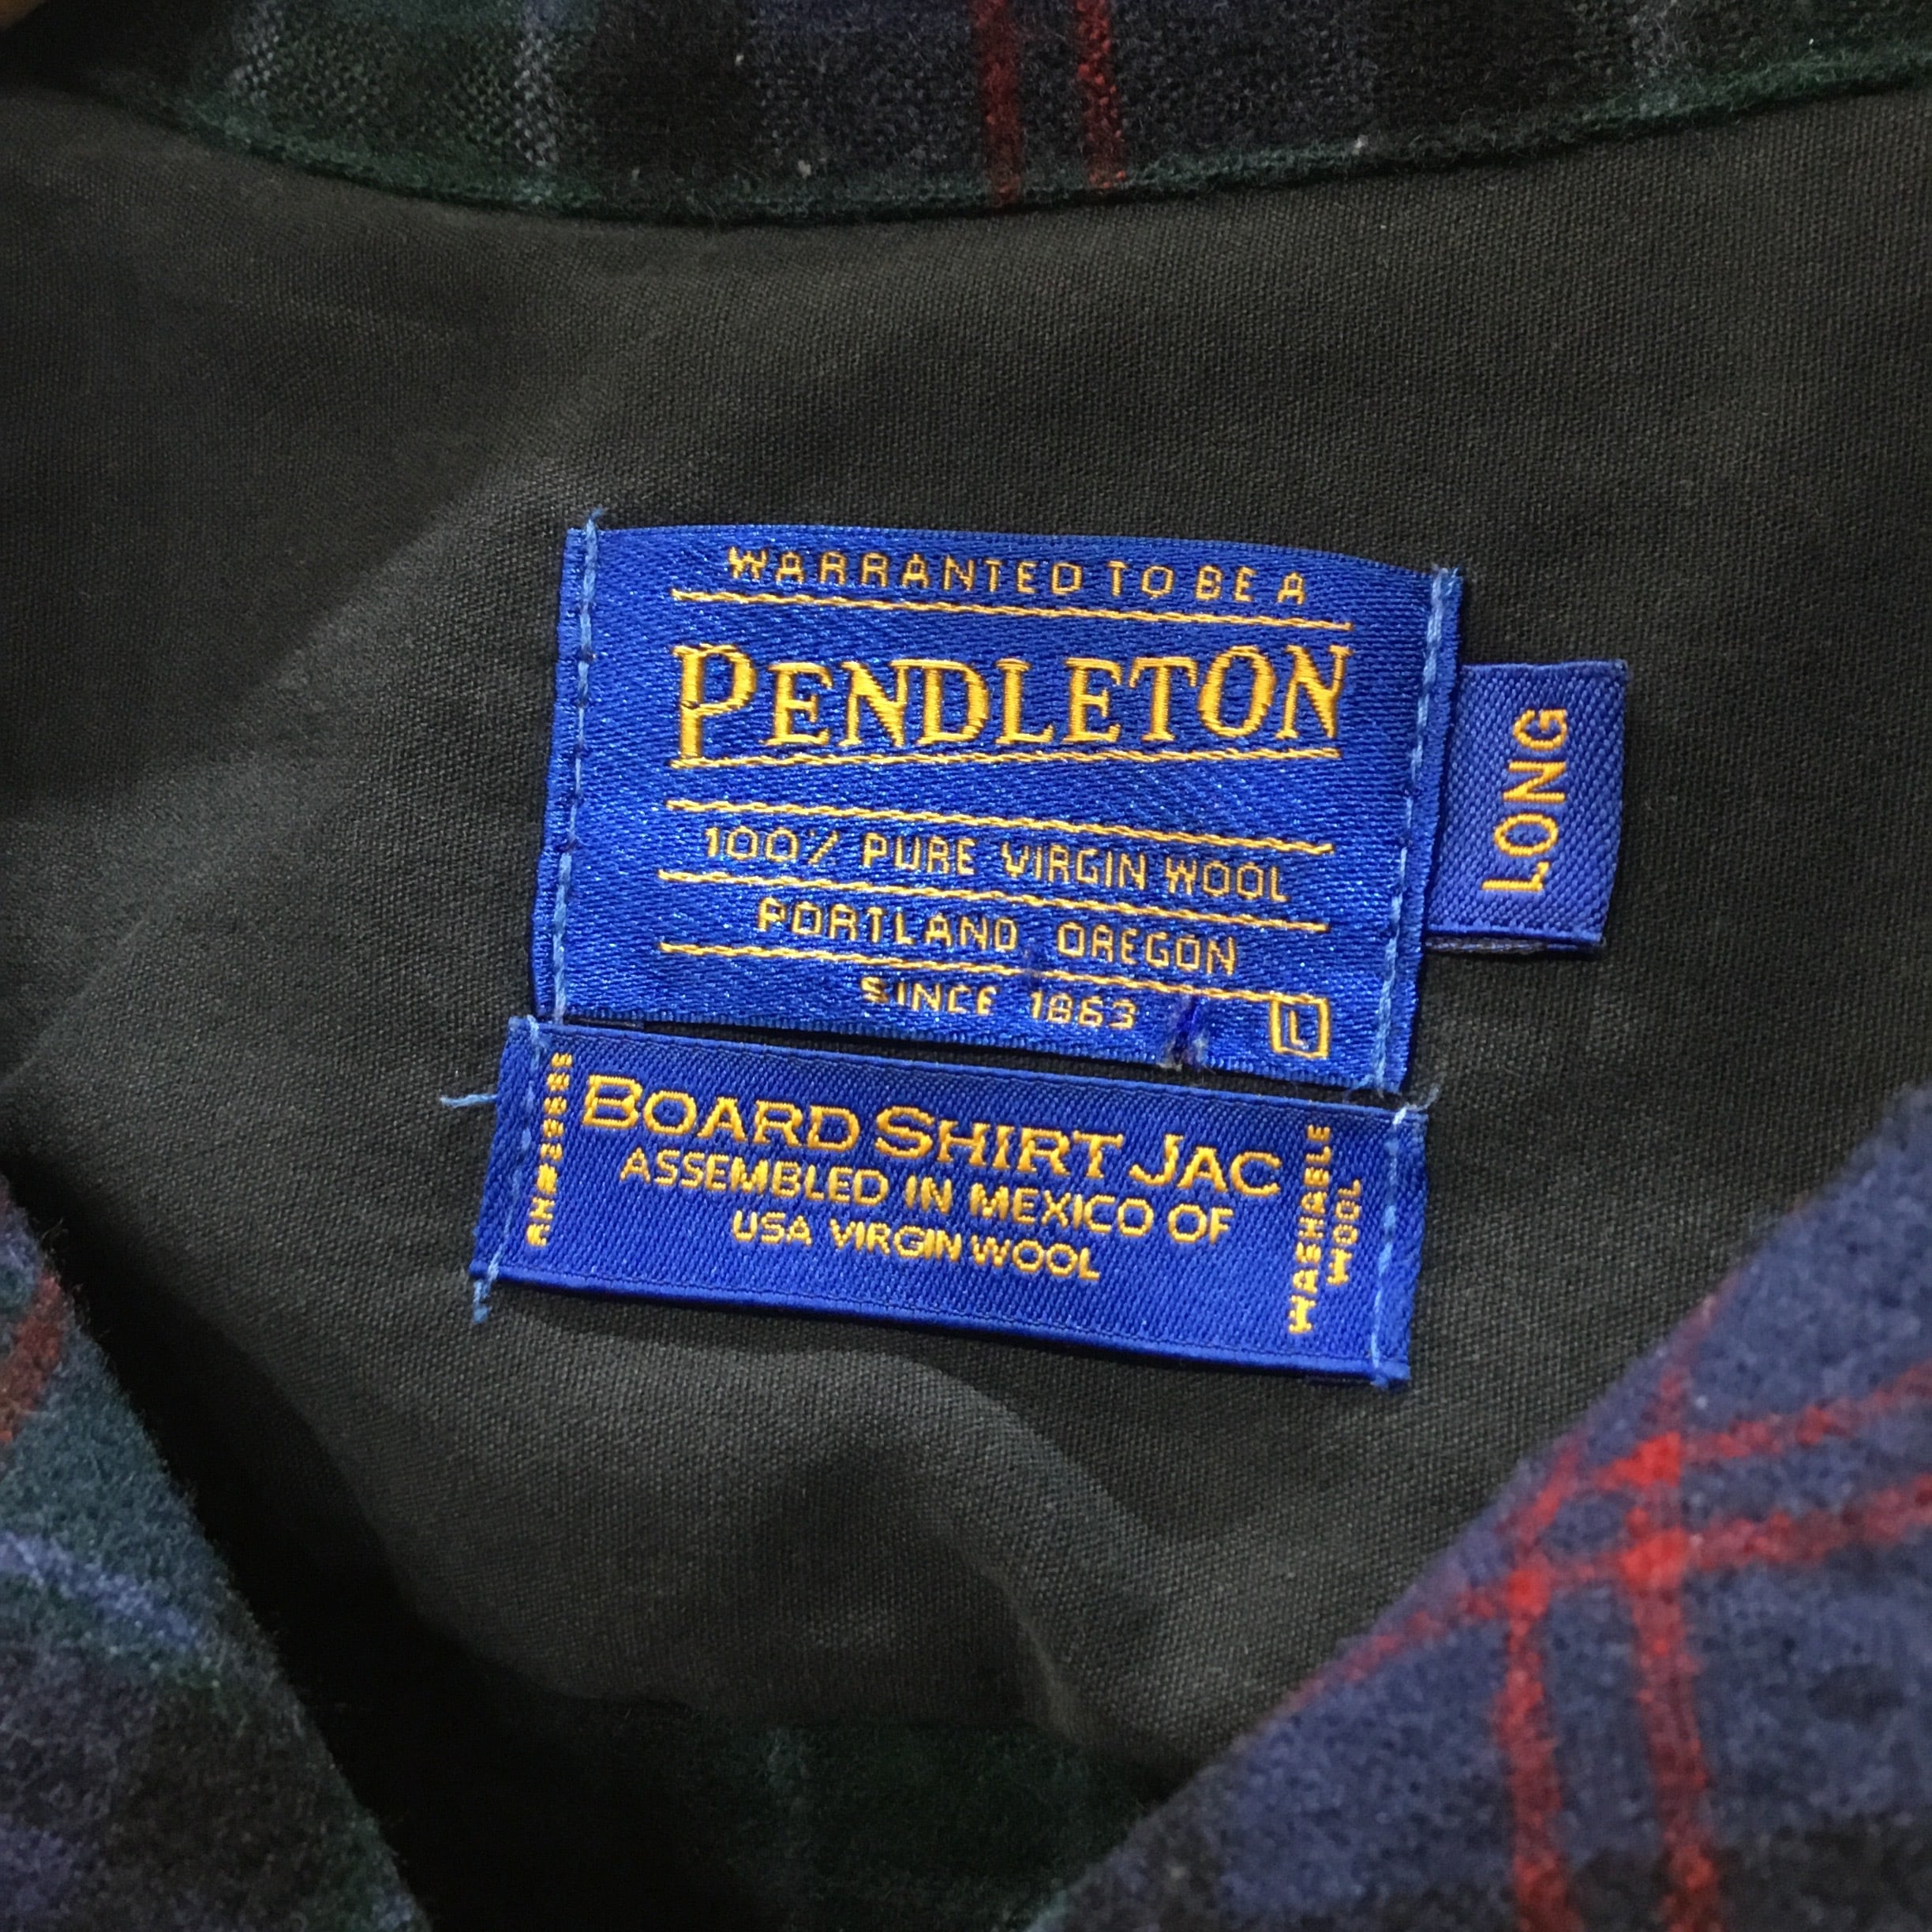 WARRANTED TO BE A
PENDLETON
100% PURE VIRGIN WOOL
PORTLAND, OREGON
SINCE 1863
L
LONG
BOARD SHIRT JAC
ASSEMBLED IN MEXICO OF
USA VIRGIN WOOL
WASHABLE
WOOL